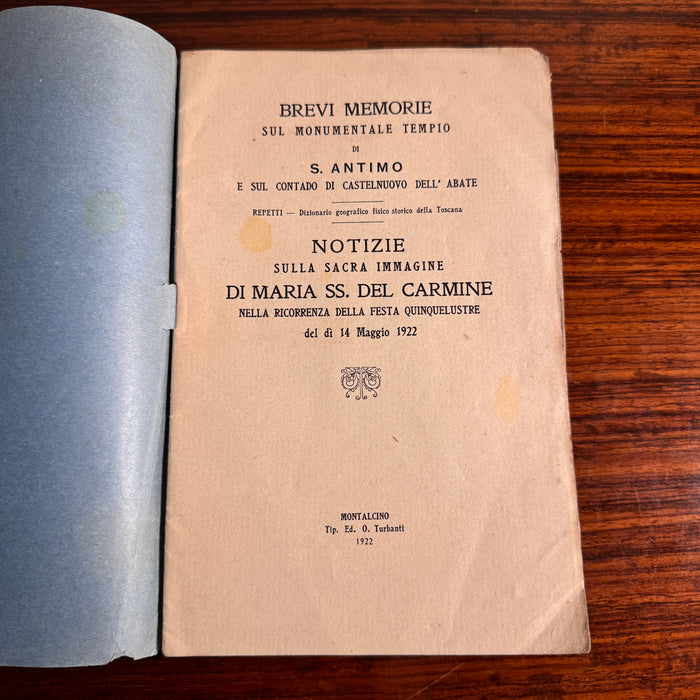 BREVI MEMORIE
SUL MONUMENTALE TEMPIO
DI
S. ANTIMO
E SUL CONTADO DI CASTELNUOVO DELL' ABATE
REPETTI — Dizionario geografico fisico storico della Toscana
NOTIZIE
SULLA SACRA IMMAGINE
DI MARIA SS. DEL CARMINE
NELLA RICORRENZA DELLA FESTA QUINQUELUSTRE
del dì 14 Maggio 1922
MONTALCINO
Tip. Ed. O. Turbanti
1922